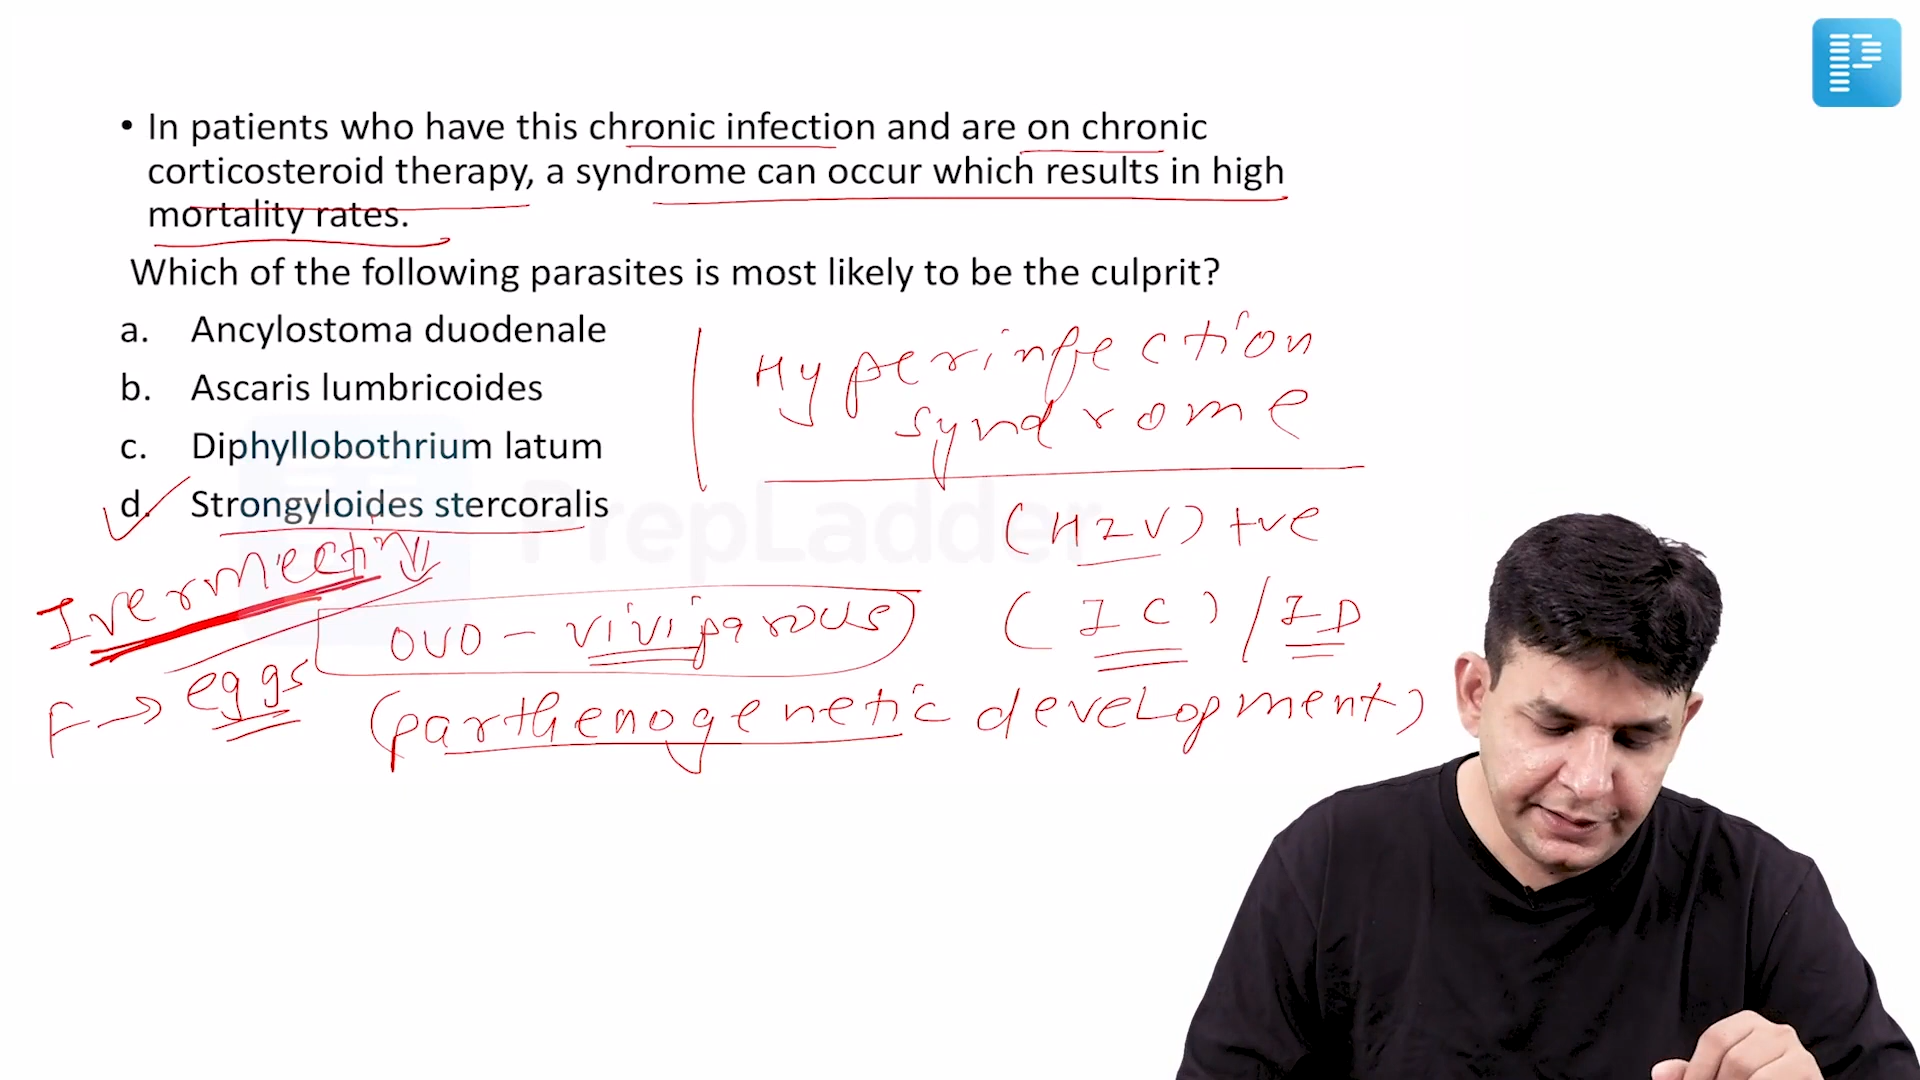 • In patients who have this chronic infection and are on chronic
corticosteroid therapy, a syndrome can occur which results in high
mortality rates.
Which of the following parasites is most likely to be the culprit?
a. Ancylostoma duodenale
b. Ascaris lumbricoides
c. Diphyllobothrium latum
d. Strongyloides stercoralis
Hyperinfection
syndrome
PrepLadder
(HIV) +ve
Ivermectin
ovo - viviparous
(IC) / ID
F → eggs
(parthenogenetic development)